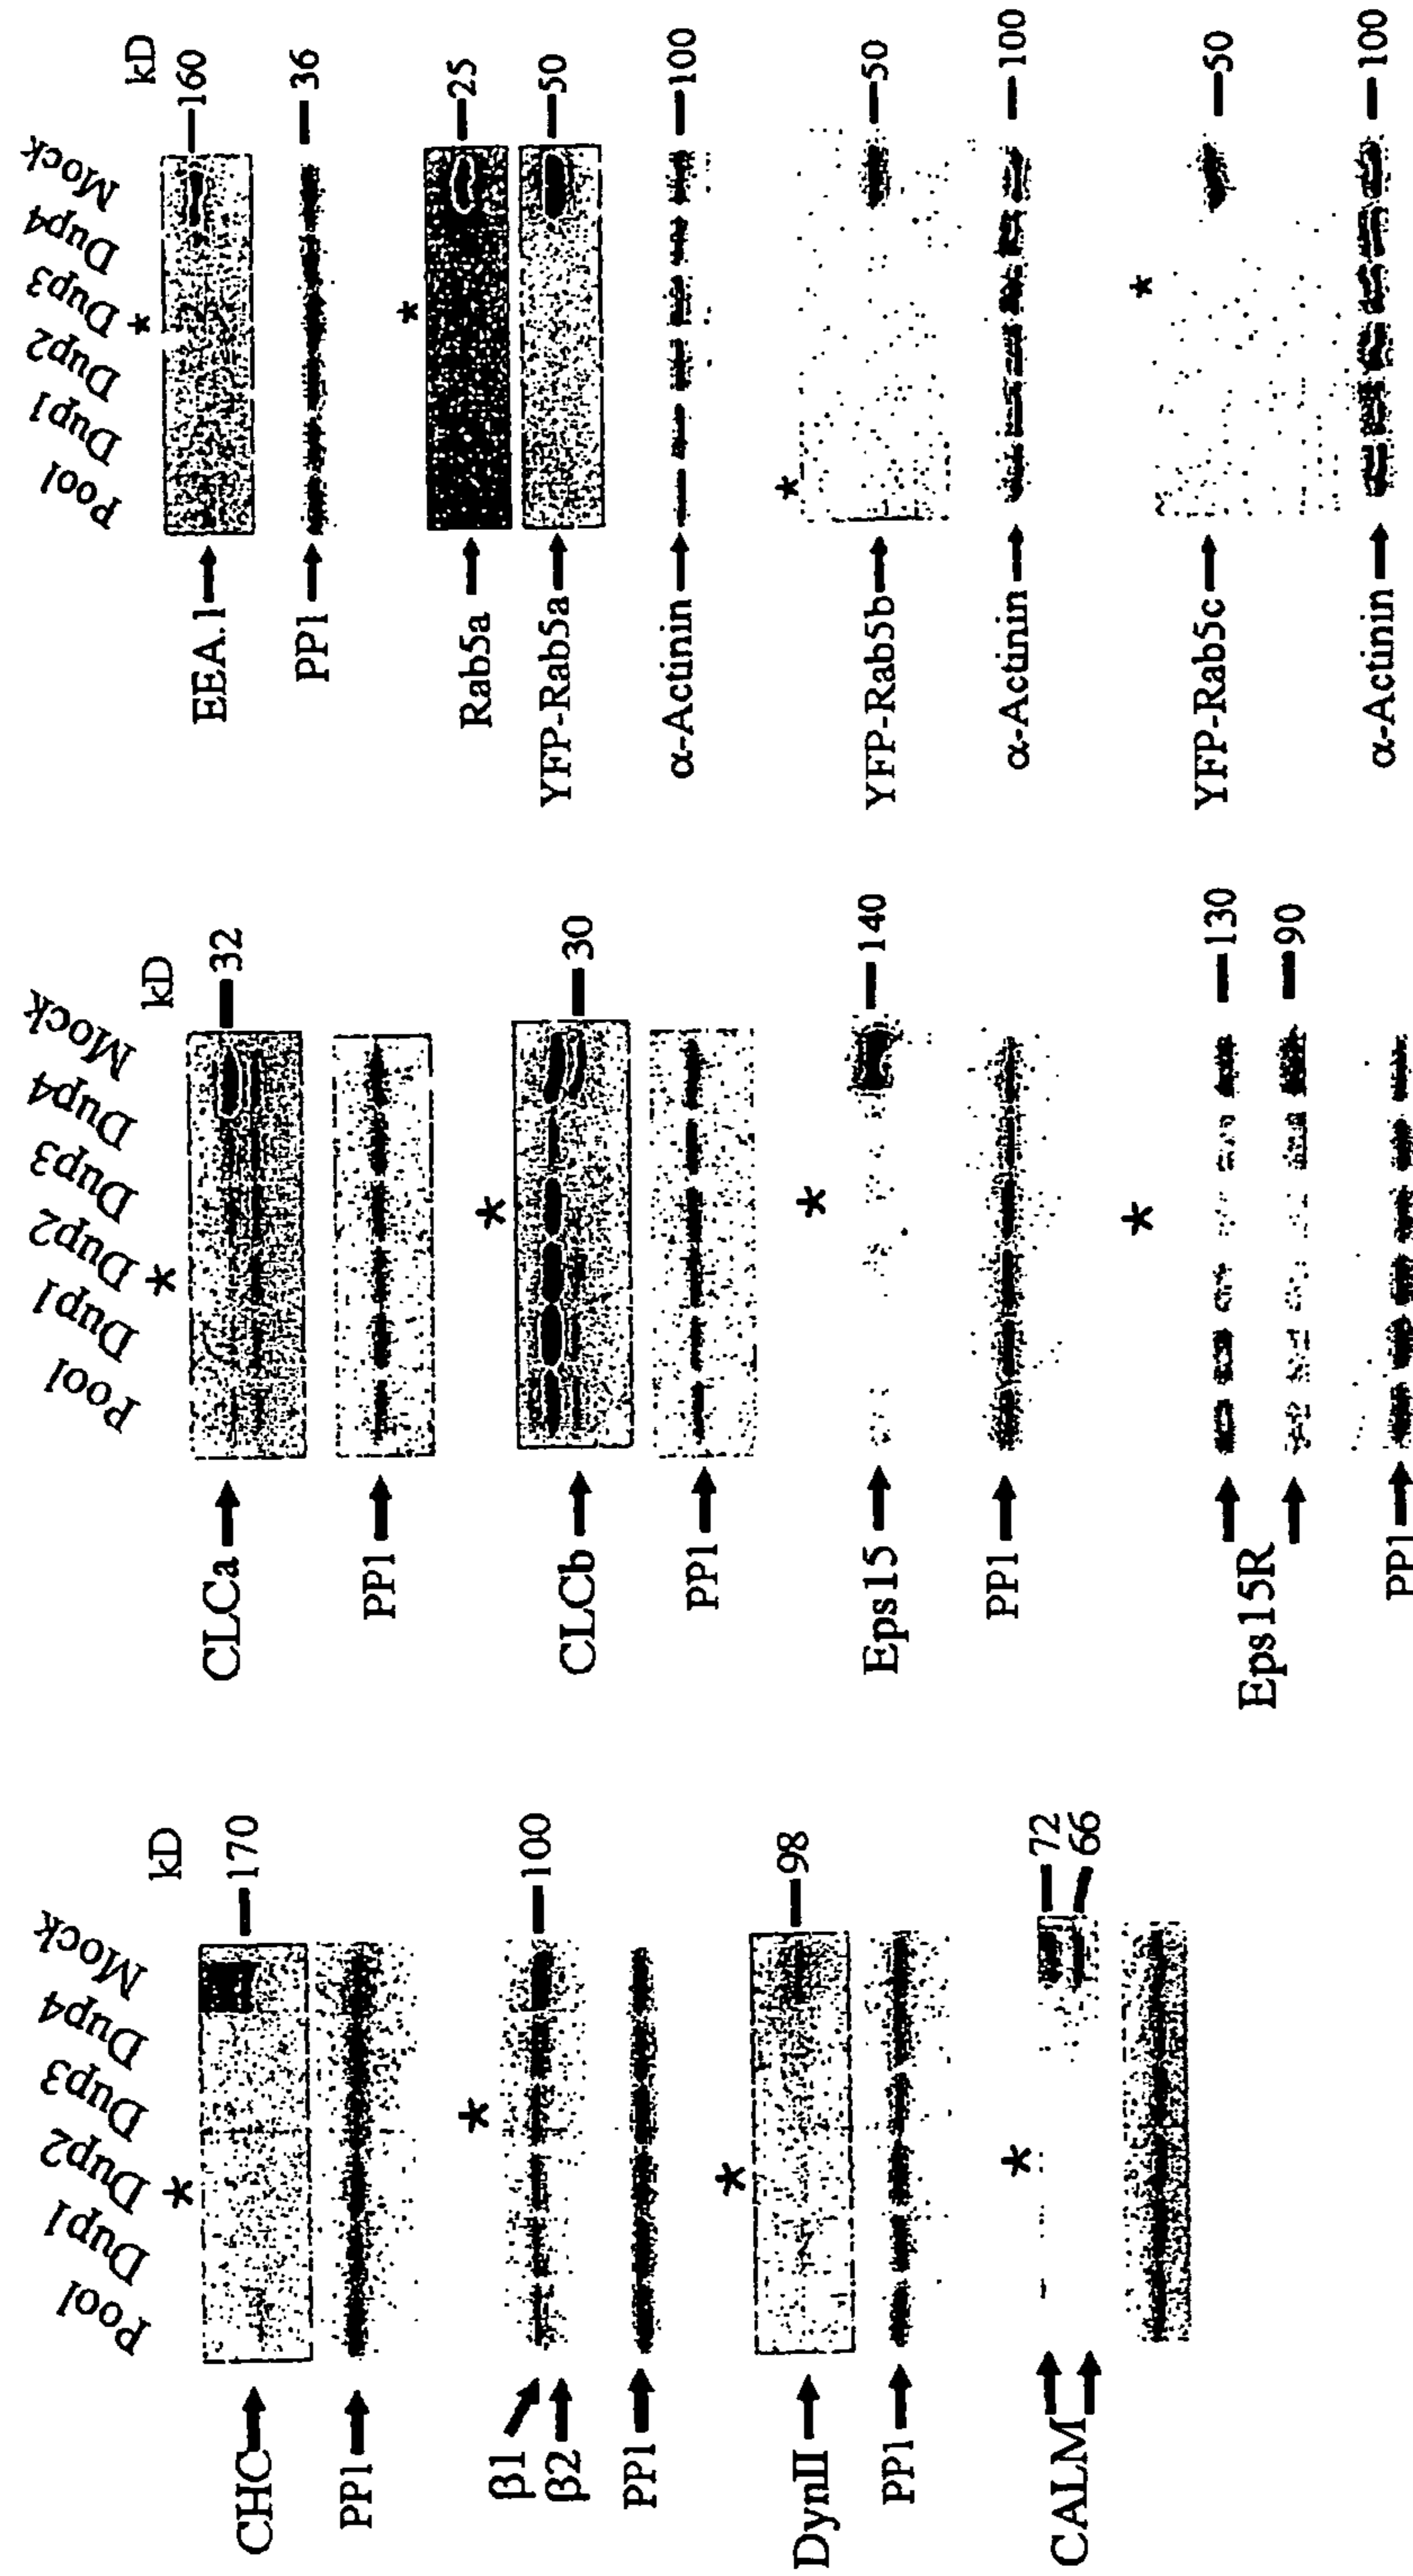 Pool Dup1 Dup2 Dup3 Dup4 Mock
kD
CHC 170
*
PP1
β1 100
β2
*
PP1
DynII 98
*
PP1
CALM 72
66
*
Pool Dup1 Dup2 Dup3 Dup4 Mock
kD
CLCa 32
*
PP1
CLCb 30
*
PP1
Eps15 140
*
PP1
Eps15R 130
90
*
PP1
Pool Dup1 Dup2 Dup3 Dup4 Mock
kD
EEA.1 160
*
PP1 36
Rab5a 25
*
YFP-Rab5a 50
α-Actinin 100
YFP-Rab5b 50
*
α-Actinin 100
YFP-Rab5c 50
*
α-Actinin 100